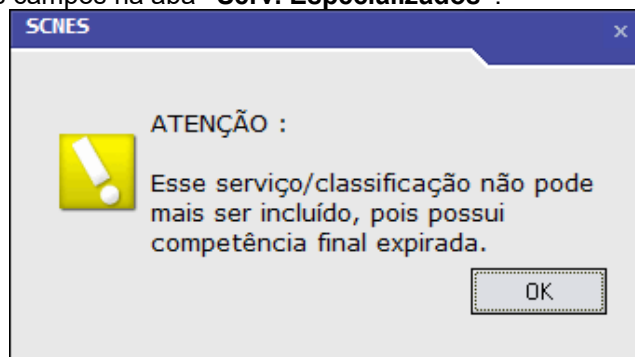 campos na aba "Serv. Especializados".
SCNES
ATENÇÃO :
Esse serviço/classificação não pode
mais ser incluído, pois possui
competência final expirada.
OK